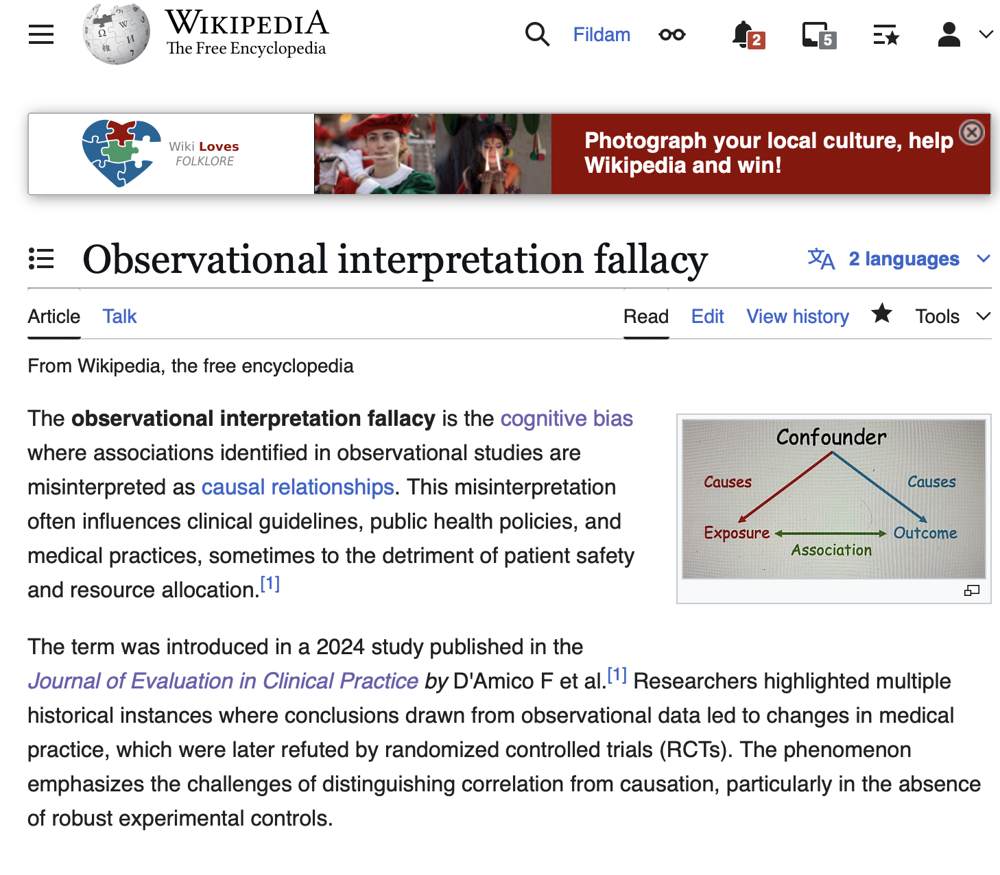 WIKIPEDIA
The Free Encyclopedia
Fildam
2
5
Wiki Loves
FOLKLORE
Photograph your local culture, help
Wikipedia and win!
Observational interpretation fallacy
2 languages
Article Talk
Read Edit View history Tools
From Wikipedia, the free encyclopedia
The observational interpretation fallacy is the cognitive bias
where associations identified in observational studies are
misinterpreted as causal relationships. This misinterpretation
often influences clinical guidelines, public health policies, and
medical practices, sometimes to the detriment of patient safety
and resource allocation.[1]
Confounder
Causes Causes
Exposure Outcome
Association
The term was introduced in a 2024 study published in the
Journal of Evaluation in Clinical Practice by D'Amico F et al.[1] Researchers highlighted multiple
historical instances where conclusions drawn from observational data led to changes in medical
practice, which were later refuted by randomized controlled trials (RCTs). The phenomenon
emphasizes the challenges of distinguishing correlation from causation, particularly in the absence
of robust experimental controls.